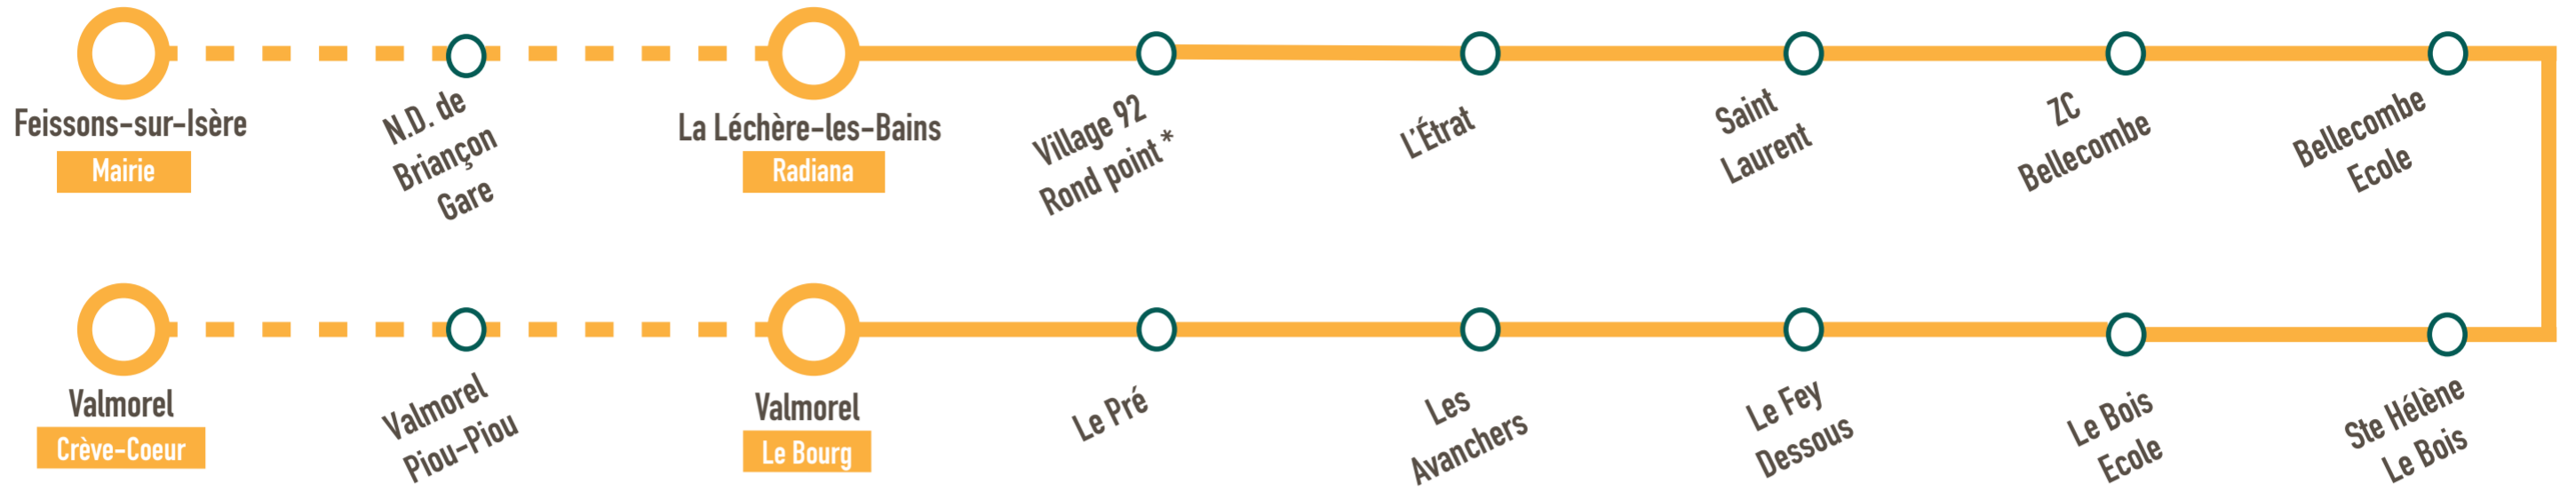 Feissons-sur-Isère
Mairie
N.D. de
Briançon
Gare
La Léchère-les-Bains
Radiana
Village 92
Rond point*
L'Étrat
Saint
Laurent
ZC
Bellecombe
Bellecombe
Ecole
Valmorel
Crève-Coeur
Valmorel
Piou-Piou
Valmorel
Le Bourg
Le Pré
Les
Avanchers
Le Fey
Dessous
Le Bois
Ecole
Ste Hélène
Le Bois